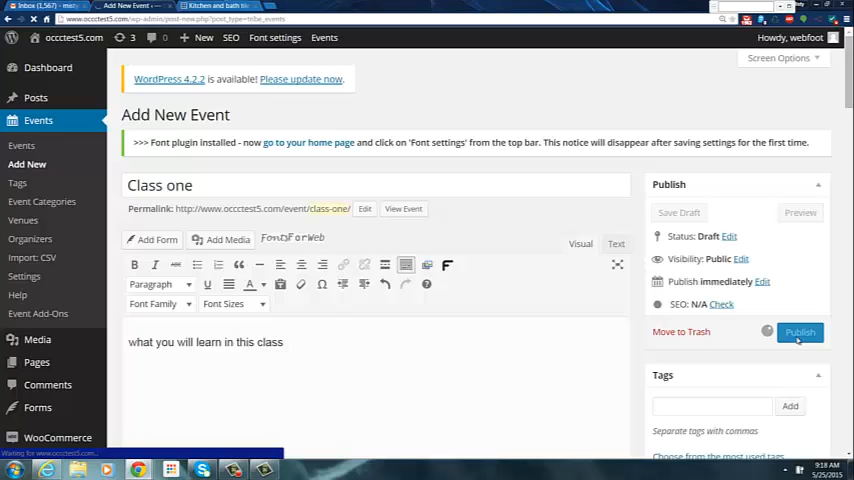 Inbox (1,059) - misty
Add New Event
Kitchen and bath tile
www.occctest5.com/wp-admin/post-new.php?post_type=tribe_events
occctest5.com
3
0
New
SEO
Font settings
Events
Howdy, webfoot
Screen Options
WordPress 4.2.2 is available! Please update now.
Add New Event
>>> Font plugin installed - now go to your home page and click on 'Font settings' from the top bar. This notice will disappear after saving settings for the first time.
Dashboard
Posts
Events
Events
Add New
Tags
Event Categories
Venues
Organizers
Import: CSV
Settings
Help
Event Add-Ons
Media
Pages
Comments
Forms
WooCommerce
Class one
Permalink: http://www.occctest5.com/event/class-one/
Edit
View Event
Add Form
Add Media
FontsForWeb
Visual
Text
B
I
ABC
Paragraph
U
A
Font Family
Font Sizes
what you will learn in this class
Publish
Save Draft
Preview
Status: Draft Edit
Visibility: Public Edit
Publish immediately Edit
SEO: N/A Check
Move to Trash
Publish
Tags
Add
Separate tags with commas
Choose from the most used tags
Waiting for www.occctest5.com...
9:18 AM
5/25/2015